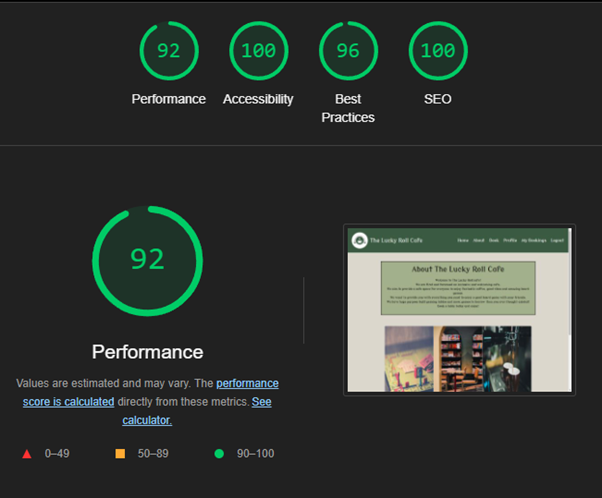 92
100
96
100
Performance
Accessibility
Best
Practices
SEO
92
Performance
Values are estimated and may vary. The performance
score is calculated directly from these metrics. See
calculator.
0–49
50–89
90–100
The Lucky Roll Cafe
Home About Book Profile My Bookings Logout
About The Lucky Roll Cafe